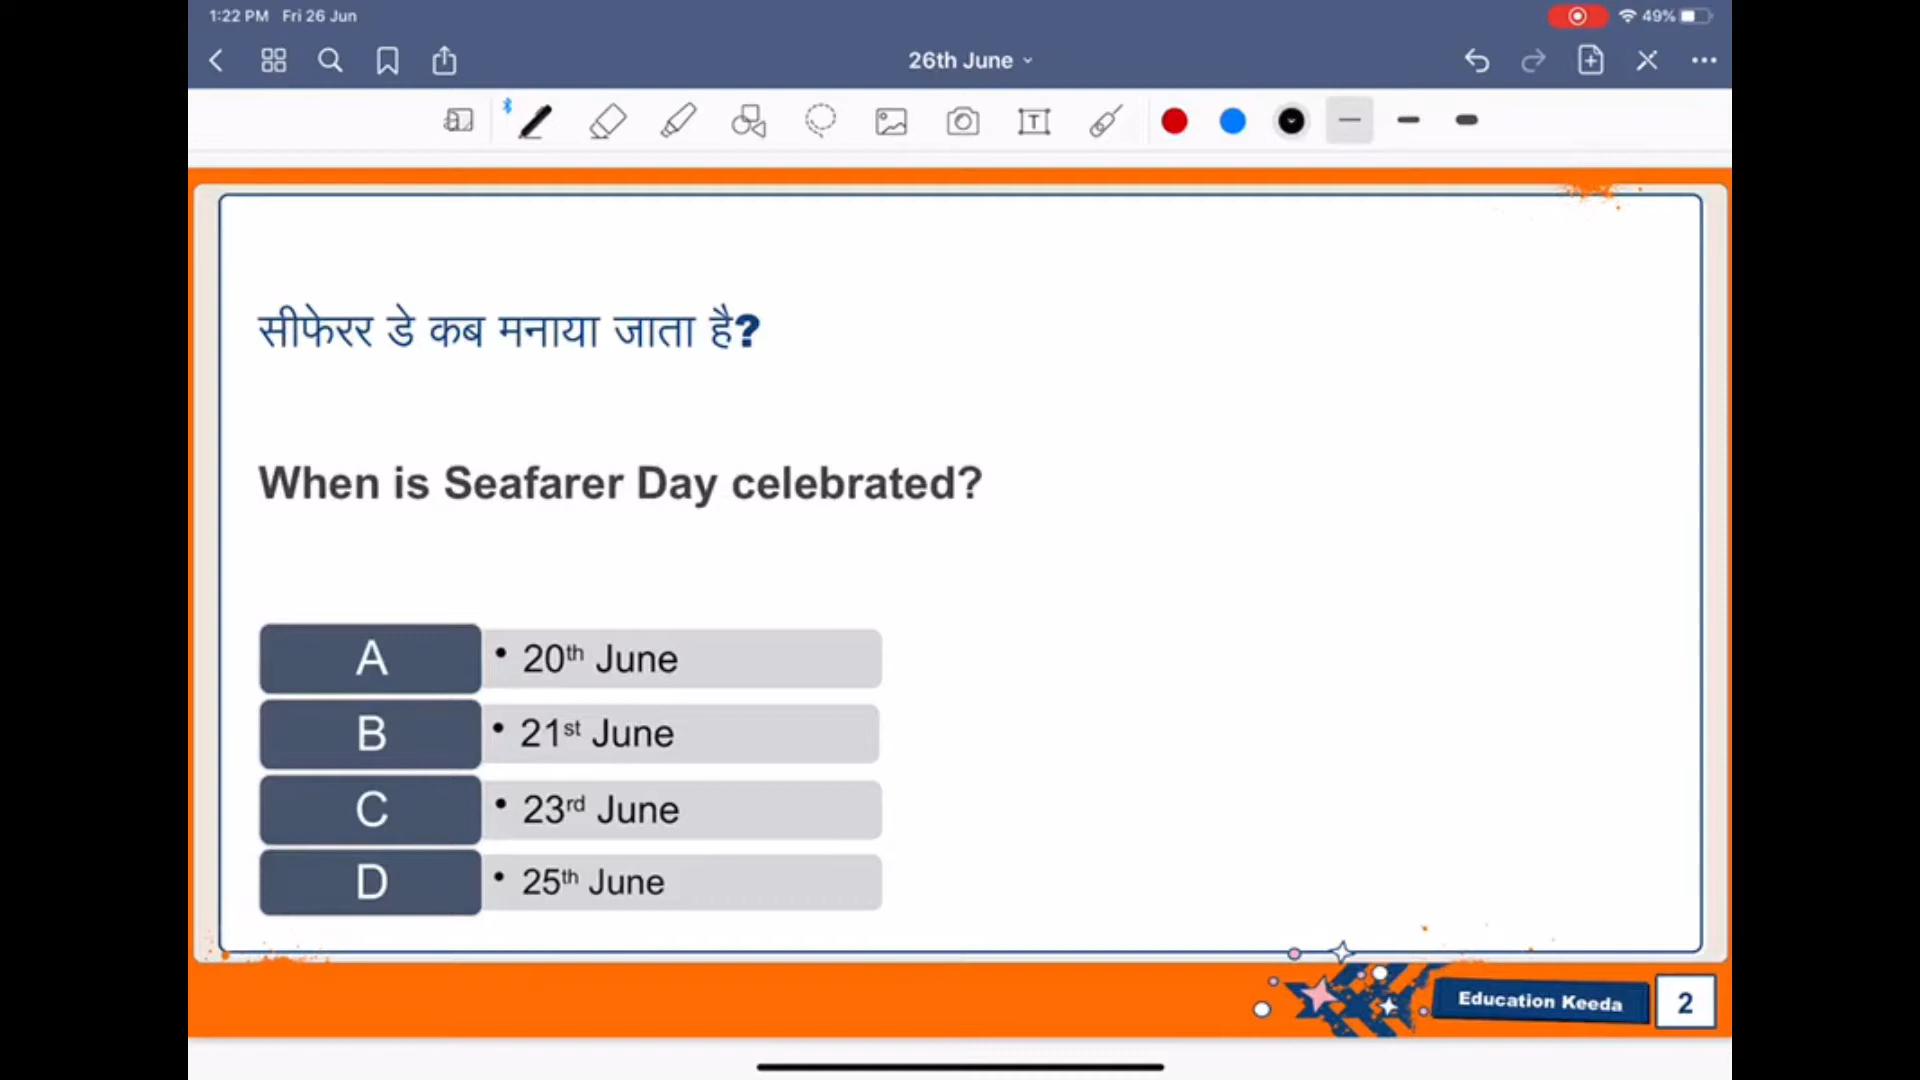 1:22 PM Fri 26 Jun
49%
26th June
सीफेरर डे कब मनाया जाता है?
When is Seafarer Day celebrated?
A • 20th June
B • 21st June
C • 23rd June
D • 25th June
Education Keeda
2